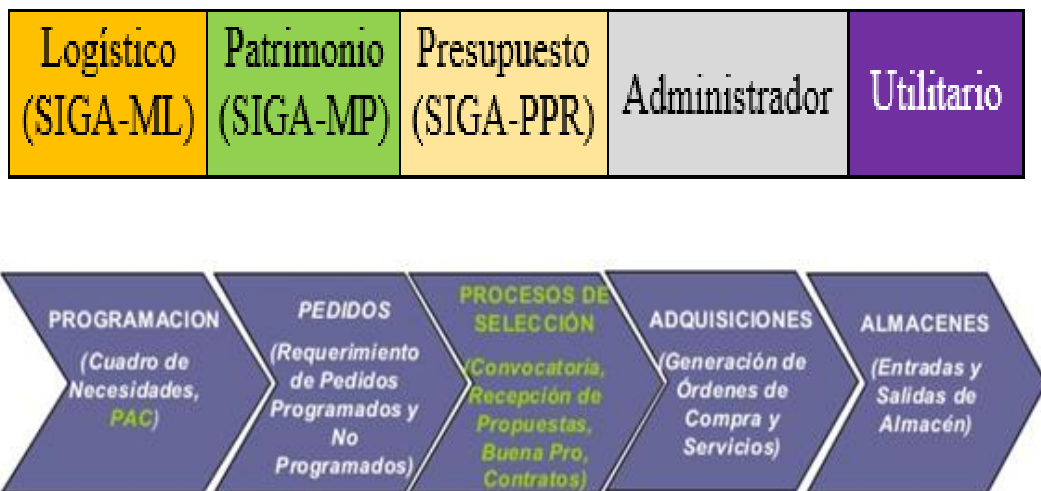 Logístico
(SIGA-ML)
Patrimonio
(SIGA-MP)
Presupuesto
(SIGA-PPR)
Administrador
Utilitario
PROGRAMACION
(Cuadro de
Necesidades,
PAC)
PEDIDOS
(Requerimiento
de Pedidos
Programados y
No
Programados)
PROCESOS DE
SELECCIÓN
(Convocatoria,
Recepción de
Propuestas,
Buena Pro,
Contratos)
ADQUISICIONES
(Generación de
Órdenes de
Compra y
Servicios)
ALMACENES
(Entradas y
Salidas de
Almacén)